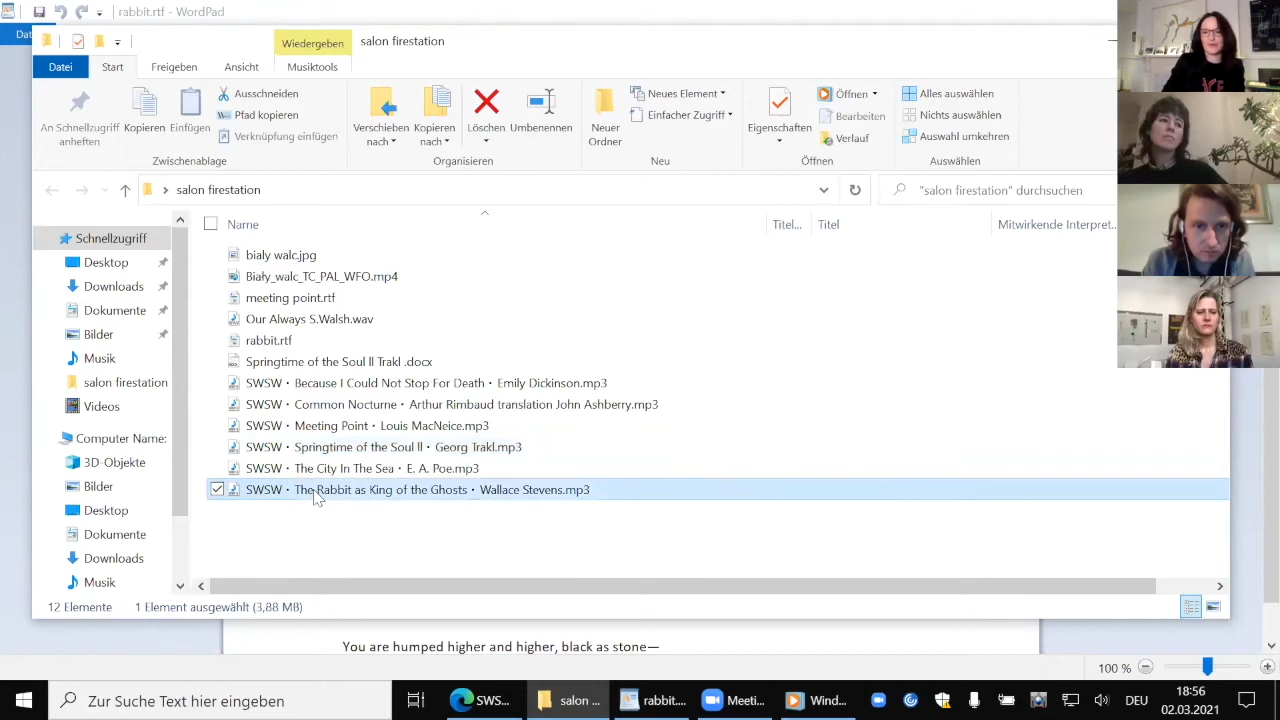 rabbit.rtf - WordPad
Dat
Wiedergeben
salon firestation
Datei
Start
Freigeben
Ansicht
Musiktools
An Schnellzugriff anheften
Kopieren
Einfügen
Ausschneiden
Pfad kopieren
Verknüpfung einfügen
Zwischenablage
Verschieben nach
Kopieren nach
Löschen
Umbenennen
Organisieren
Neuer Ordner
Neues Element
Einfacher Zugriff
Neu
Eigenschaften
Öffnen
Bearbeiten
Verlauf
Öffnen
Alles auswählen
Nichts auswählen
Auswahl umkehren
Auswählen
salon firestation
"salon firestation" durchsuchen
Name
Titel...
Titel
Mitwirkende Interpret...
Schnellzugriff
Desktop
Downloads
Dokumente
Bilder
Musik
salon firestation
Videos
Computer Name:
3D-Objekte
Bilder
Desktop
Dokumente
Downloads
Musik
bialy walc.jpg
Biały_walc_TC_PAL_WFO.mp4
meeting point.rtf
Our Always S.Walsh.wav
rabbit.rtf
Springtime of the Soul ll Trakl .docx
SWSW • Because I Could Not Stop For Death • Emily Dickinson.mp3
SWSW • Common Nocturne • Arthur Rimbaud translation John Ashberry.mp3
SWSW • Meeting Point • Louis MacNeice.mp3
SWSW • Springtime of the Soul ll • Georg Trakl.mp3
SWSW • The City In The Sea • E. A. Poe.mp3
SWSW • The Rabbit as King of the Ghosts • Wallace Stevens.mp3
12 Elemente
1 Element ausgewählt (3,88 MB)
You are humped higher and higher, black as stone—
100 %
Zur Suche Text hier eingeben
SWS...
salon ...
rabbit....
Meeti...
Wind...
DEU
18:56
02.03.2021